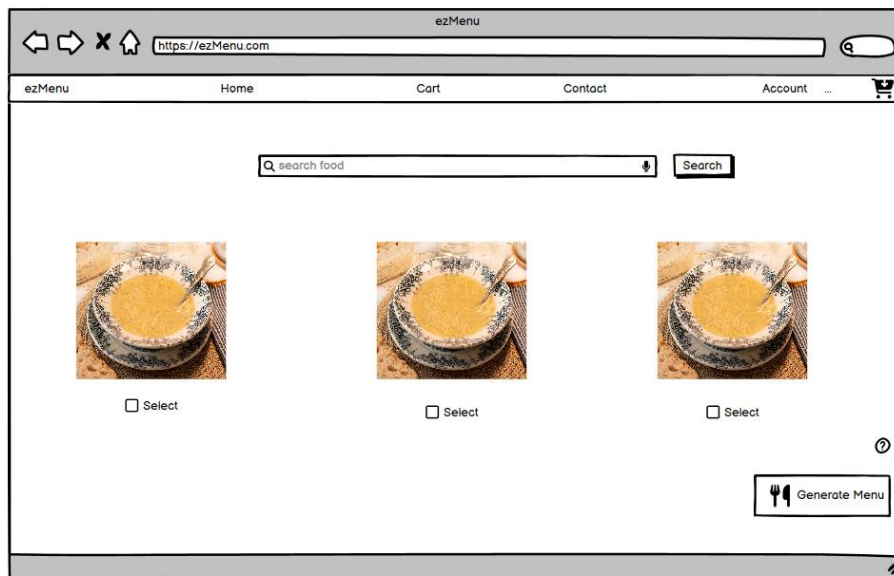 ezMenu
https://ezMenu.com
ezMenu Home Cart Contact Account ...
search food Search
Select Select Select
?
Generate Menu